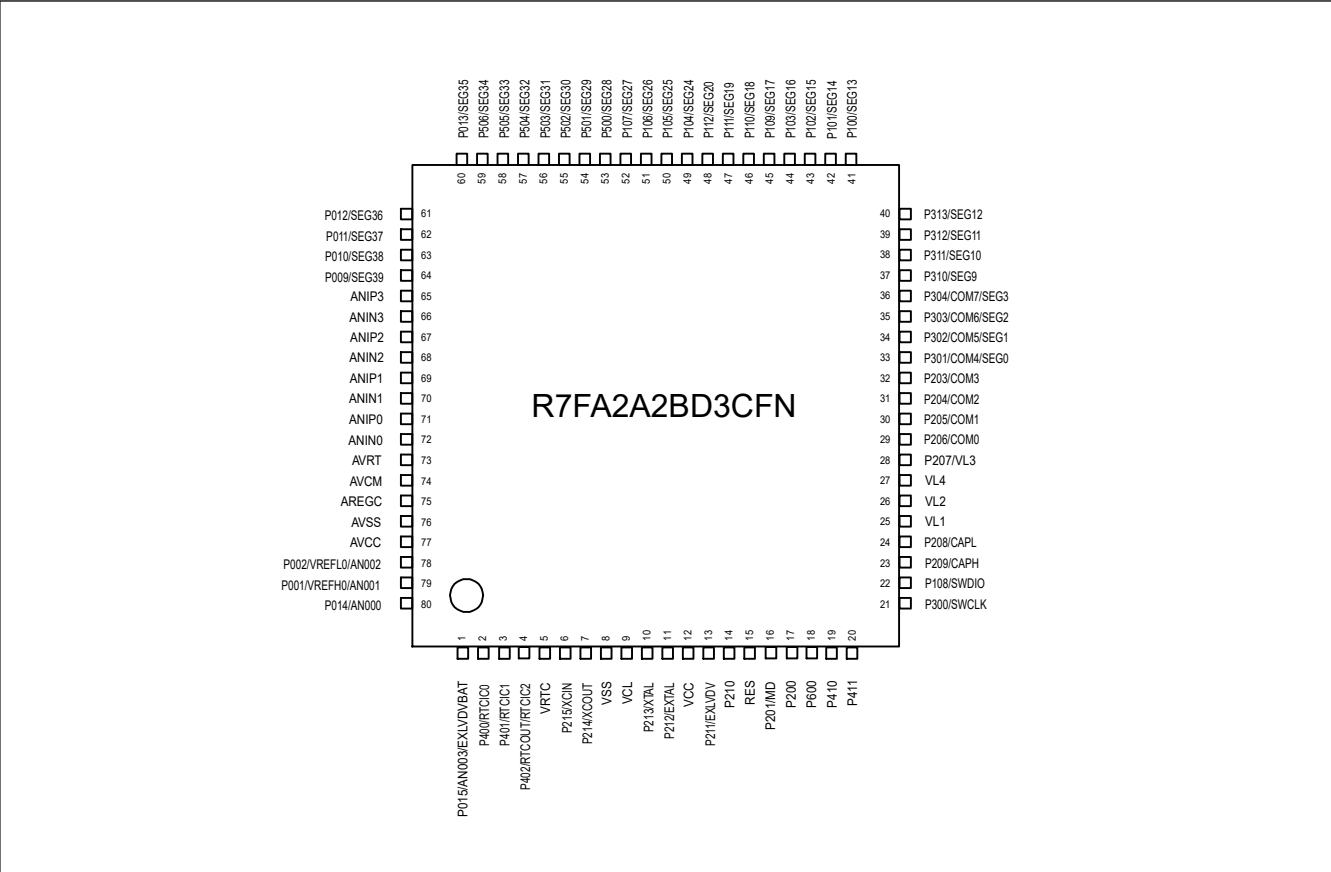 P013/SEG35
P506/SEG34
P505/SEG33
P504/SEG32
P503/SEG31
P502/SEG30
P501/SEG29
P500/SEG28
P107/SEG27
P106/SEG26
P105/SEG25
P104/SEG24
P112/SEG20
P111/SEG19
P110/SEG18
P109/SEG17
P103/SEG16
P102/SEG15
P101/SEG14
P100/SEG13
60
59
58
57
56
55
54
53
52
51
50
49
48
47
46
45
44
43
42
41
P012/SEG36 61
P011/SEG37 62
P010/SEG38 63
P009/SEG39 64
ANIP3 65
ANIN3 66
ANIP2 67
ANIN2 68
ANIP1 69
ANIN1 70
ANIP0 71
ANIN0 72
AVRT 73
AVCM 74
AREGC 75
AVSS 76
AVCC 77
P002/VREFL0/AN002 78
P001/VREFH0/AN001 79
P014/AN000 80
R7FA2A2BD3CFN
40 P313/SEG12
39 P312/SEG11
38 P311/SEG10
37 P310/SEG9
36 P304/COM7/SEG3
35 P303/COM6/SEG2
34 P302/COM5/SEG1
33 P301/COM4/SEG0
32 P203/COM3
31 P204/COM2
30 P205/COM1
29 P206/COM0
28 P207/VL3
27 VL4
26 VL2
25 VL1
24 P208/CAPL
23 P209/CAPH
22 P108/SWDIO
21 P300/SWCLK
1
2
3
4
5
6
7
8
9
10
11
12
13
14
15
16
17
18
19
20
P015/AN003/EXLVDVBAT
P400/RTCIC0
P401/RTCIC1
P402/RTCOUT/RTCIC2
VRTC
P215/XCIN
P214/XCOUT
VSS
VCL
P213/XTAL
P212/EXTAL
VCC
P211/EXLVDV
P210
RES
P201/MD
P200
P600
P410
P411